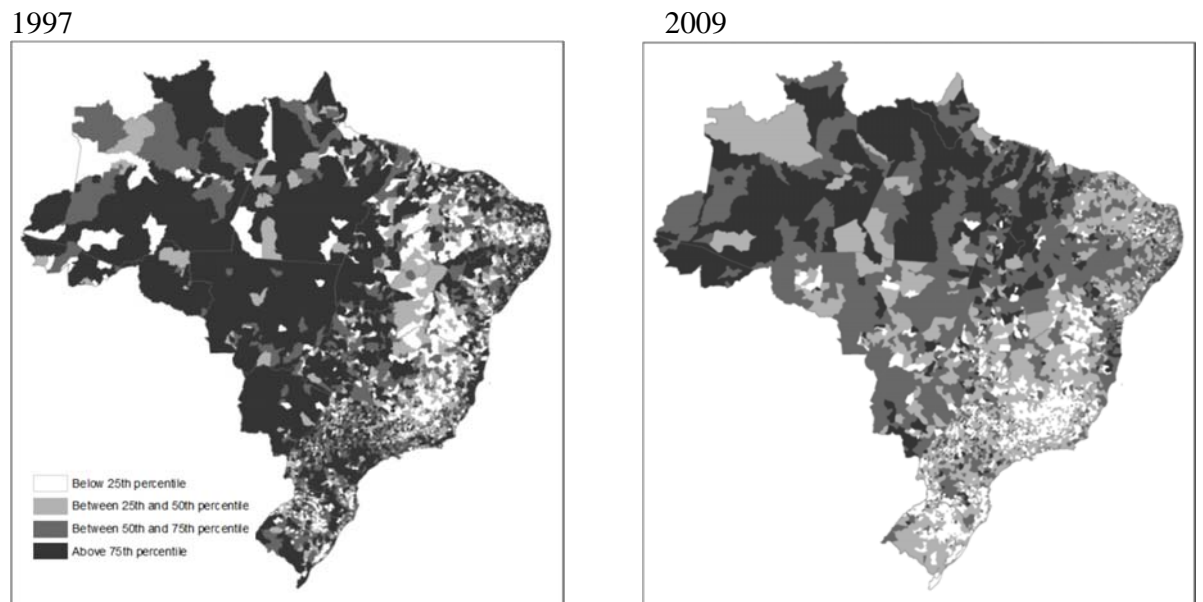 1997
2009
Below 25th percentile
Between 25th and 50th percentile
Between 50th and 75th percentile
Above 75th percentile